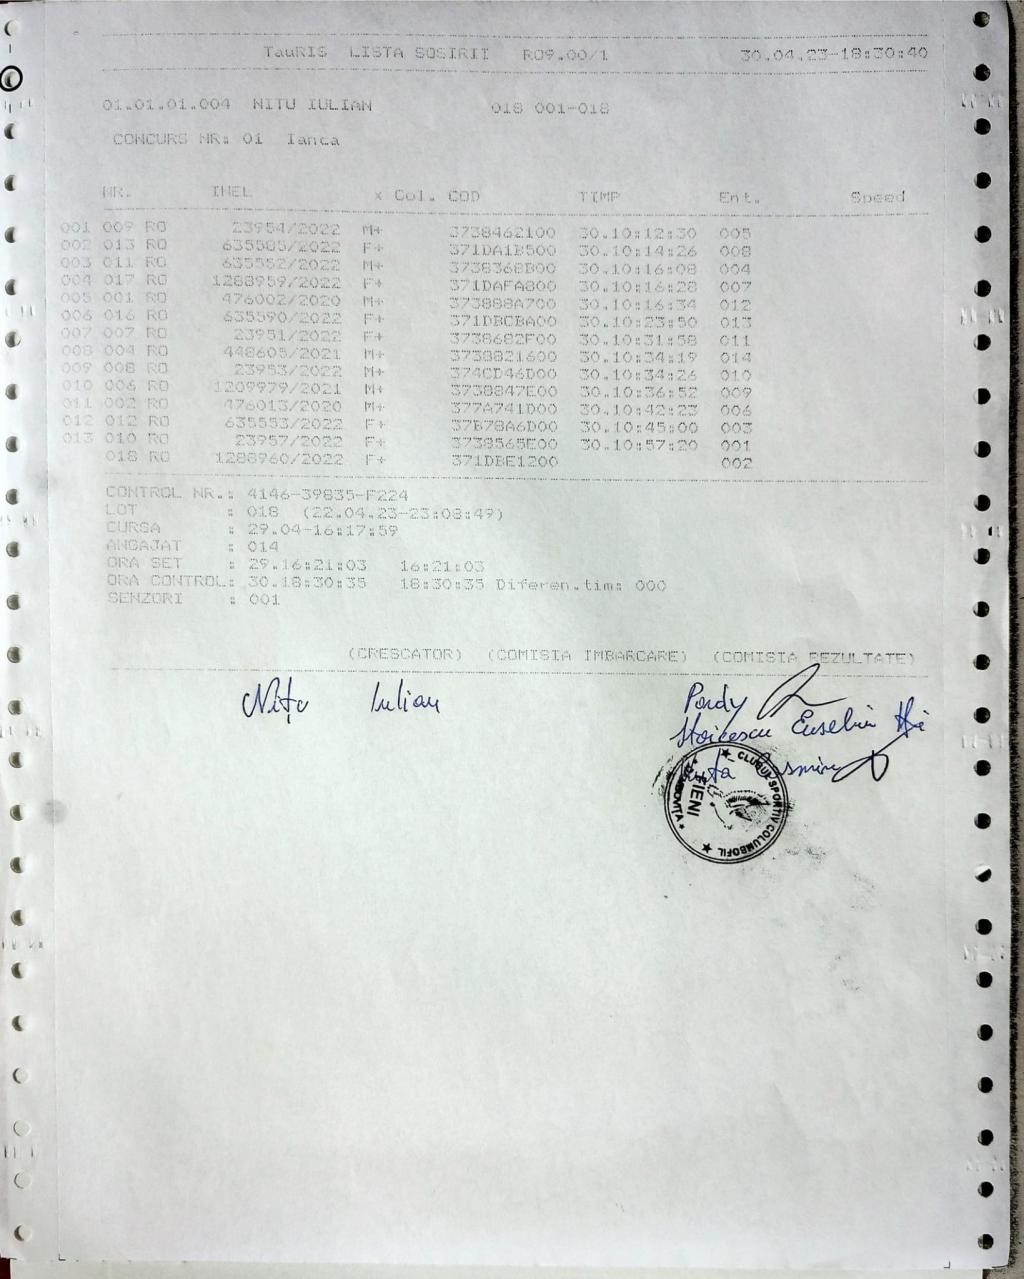 TauRIS LISTA SOSIRII RO9.00/1 30.04.23-18:30:40
01.01.01.004 NITU IULIAN 018 001-018
CONCURS NR: 01 Ianca
NR. INEL x Col. COD TIMP Ent. Speed
001 009 RO 23954/2022 M+ 3738462100 30.10:12:30 005
002 013 RO 635585/2022 F+ 371DA1B500 30.10:14:26 008
003 011 RO 635552/2022 M+ 3738368B00 30.10:16:08 004
004 017 RO 1288959/2022 F+ 371DAFA800 30.10:16:28 007
005 001 RO 476002/2020 M+ 373888A700 30.10:16:34 012
006 016 RO 635590/2022 F+ 371DBCBA00 30.10:23:50 013
007 007 RO 23951/2022 F+ 3738682F00 30.10:31:58 011
008 004 RO 448605/2021 M+ 3738821600 30.10:34:19 014
009 008 RO 23953/2022 M+ 374CD46D00 30.10:34:26 010
010 006 RO 1209979/2021 M+ 3738847E00 30.10:36:52 009
011 002 RO 476013/2020 M+ 377A741D00 30.10:42:23 006
012 012 RO 635553/2022 F+ 37B78A6D00 30.10:45:00 003
013 010 RO 23957/2022 F+ 3738565E00 30.10:57:20 001
018 RO 1288960/2022 F+ 371DBE1200 002
CONTROL NR.: 4146-39835-F224
LOT : 018 (22.04.23-23:08:49)
CURSA : 29.04-16:17:59
ANGAJAT : 014
ORA SET : 29.16:21:03 16:21:03
ORA CONTROL: 30.18:30:35 18:30:35 Diferen.tim: 000
SENZORI : 001
(CRESCATOR) (COMISIA IMBARCARE) (COMISIA REZULTATE)
Nițu Iulian
Pordy
Stoicescu Euseliu
CLUBUL SPORTIV COLUMBOFIL
FIENI